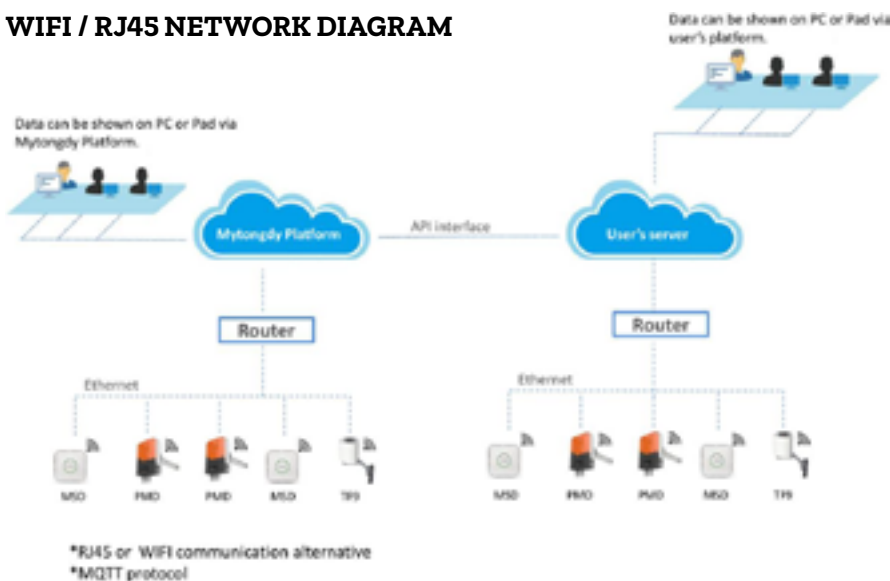 WIFI / RJ45 NETWORK DIAGRAM
Data can be shown on PC or Pad via
user's platform.
Data can be shown on PC or Pad via
Mytongdy Platform.
Mytongdy Platform
API interface
User's server
Router
Router
Ethernet
Ethernet
MSD PMD PMD MSD TF9
MSD PMD PMD MSD TF9
*RJ45 or WIFI communication alternative
*MQTT protocol